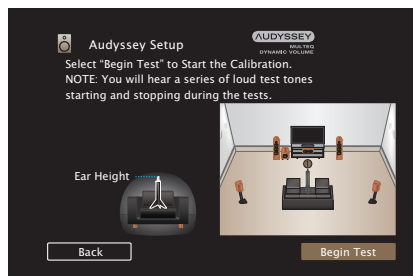 Audyssey Setup
AUDYSSEY
MULTEQ
DYNAMIC VOLUME
Select “Begin Test” to Start the Calibration.
NOTE: You will hear a series of loud test tones
starting and stopping during the tests.
Ear Height
Back
Begin Test